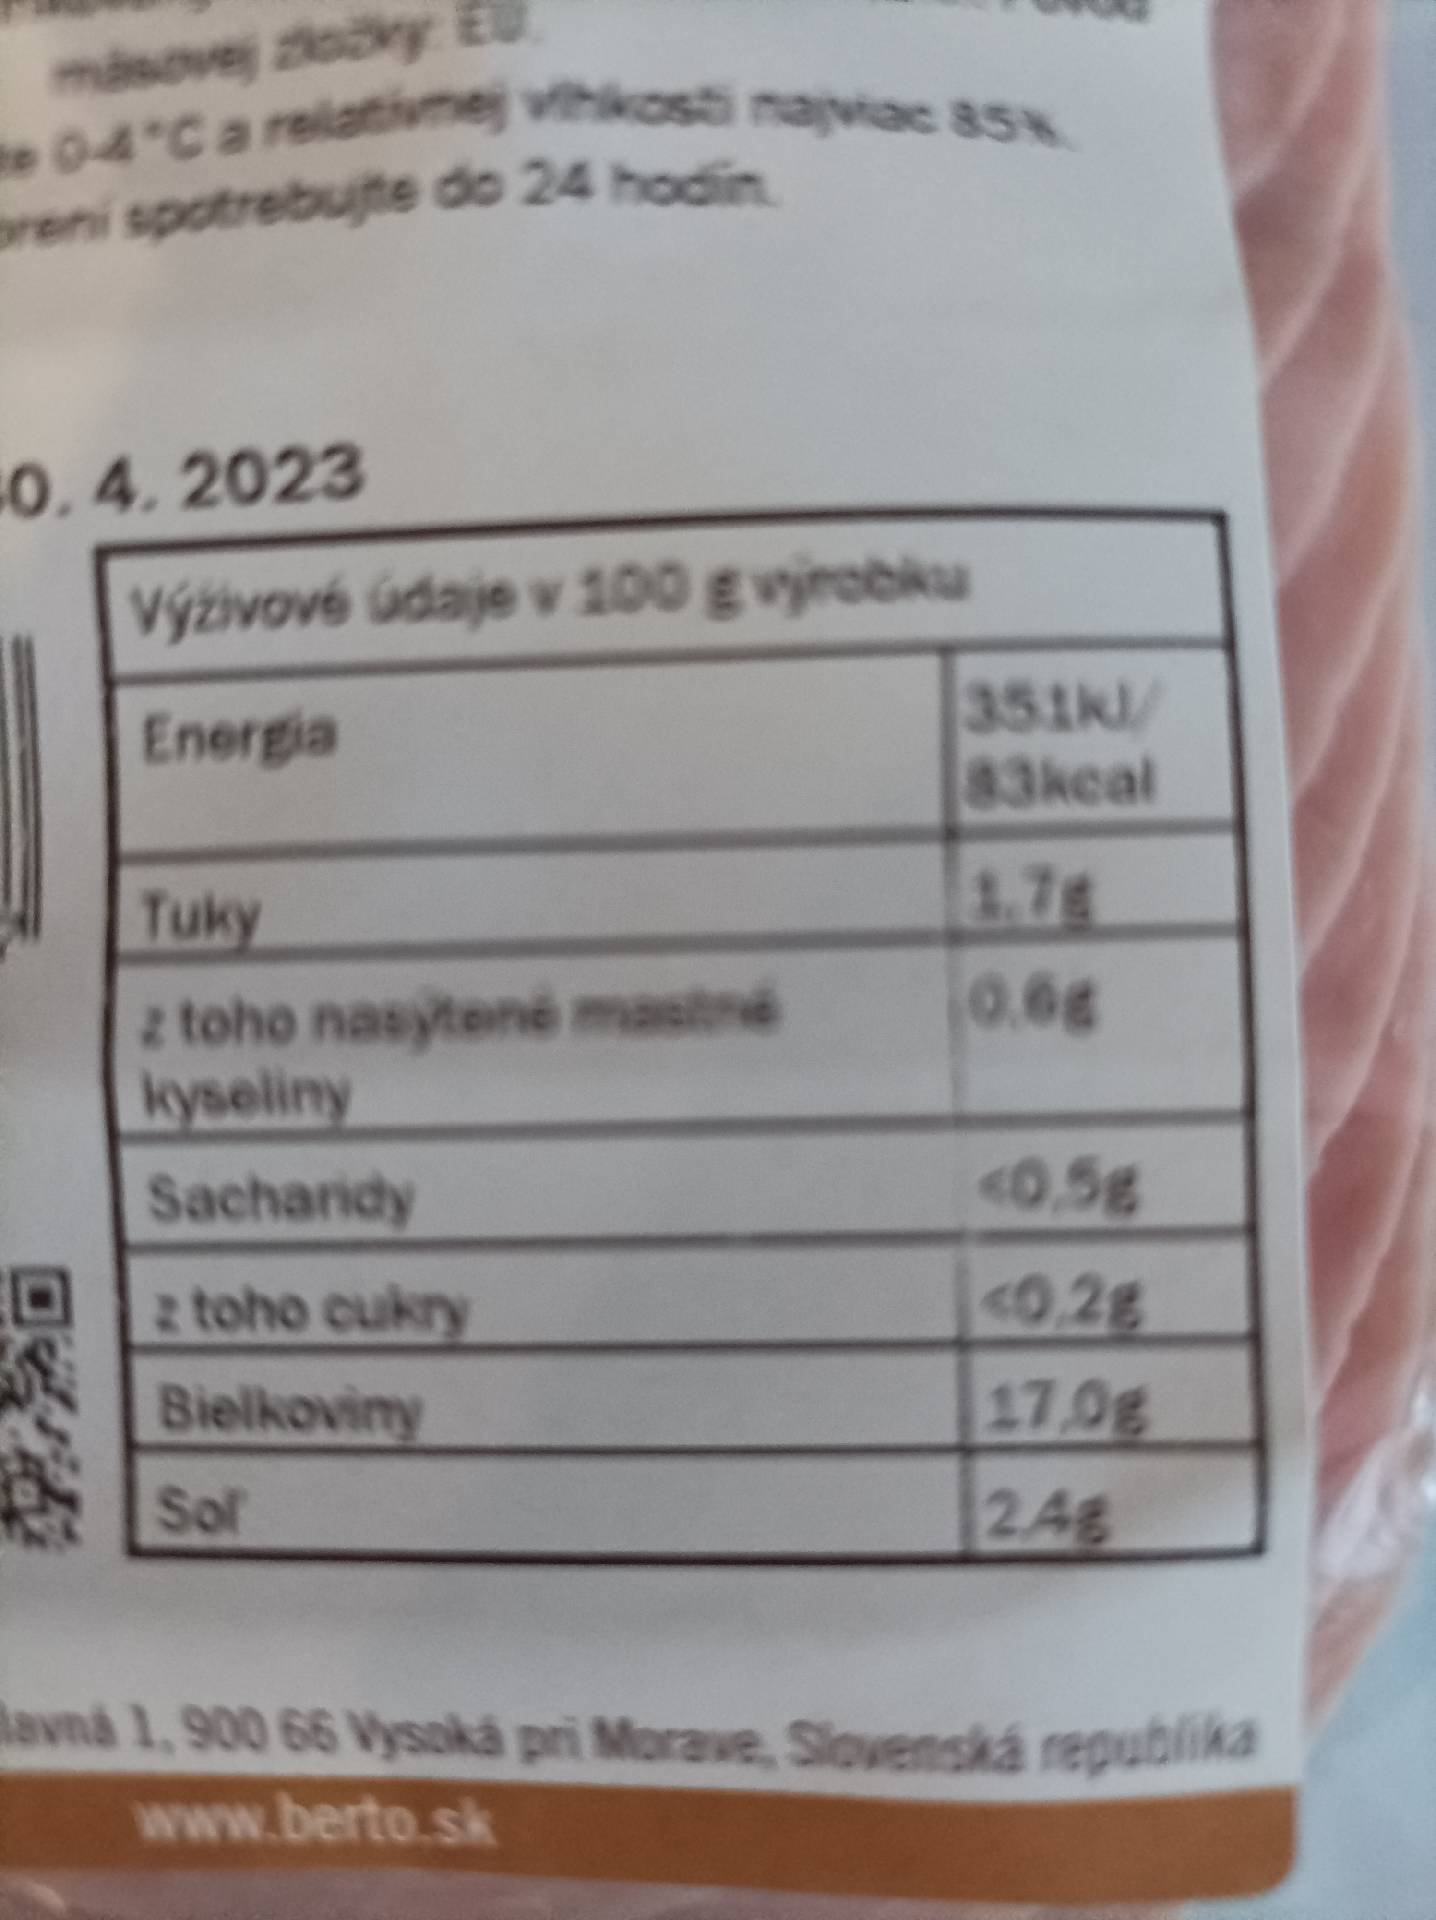 mäsovej zložky: EÚ.
0-4°C a relatívnej vlhkosti najviac 85%.
spotrebujte do 24 hodín.
0. 4. 2023
Výživové údaje v 100 g výrobku
Energia 351kJ/
83kcal
Tuky 1,7g
z toho nasýtené mastné 0,6g
kyseliny
Sacharidy <0,5g
z toho cukry <0,2g
Bielkoviny 17,0g
Soľ 2,4g
1, 900 66 Vysoká pri Morave, Slovenská republika
www.berto.sk